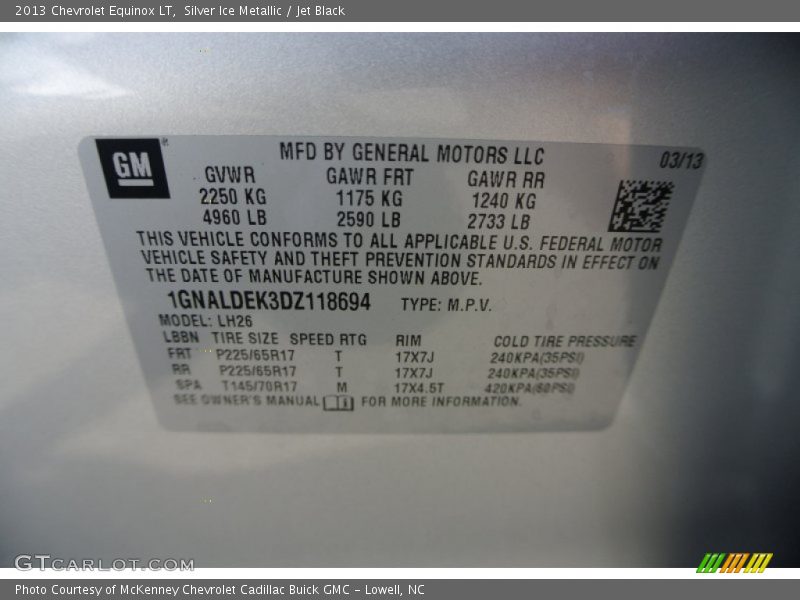 2013 Chevrolet Equinox LT, Silver Ice Metallic / Jet Black
GM
MFD BY GENERAL MOTORS LLC
03/13
GVWR GAWR FRT GAWR RR
2250 KG 1175 KG 1240 KG
4960 LB 2590 LB 2733 LB
THIS VEHICLE CONFORMS TO ALL APPLICABLE U.S. FEDERAL MOTOR
VEHICLE SAFETY AND THEFT PREVENTION STANDARDS IN EFFECT ON
THE DATE OF MANUFACTURE SHOWN ABOVE.
1GNALDEK3DZ118694 TYPE: M.P.V.
MODEL: LH26
LBBN TIRE SIZE SPEED RTG RIM COLD TIRE PRESSURE
FRT P225/65R17 T 17X7J 240KPA(35PSI)
RR P225/65R17 T 17X7J 240KPA(35PSI)
SPA T145/70R17 M 17X4.5T 420KPA(60PSI)
SEE OWNER'S MANUAL FOR MORE INFORMATION.
GTCARLOT.COM
Photo Courtesy of McKenney Chevrolet Cadillac Buick GMC – Lowell, NC